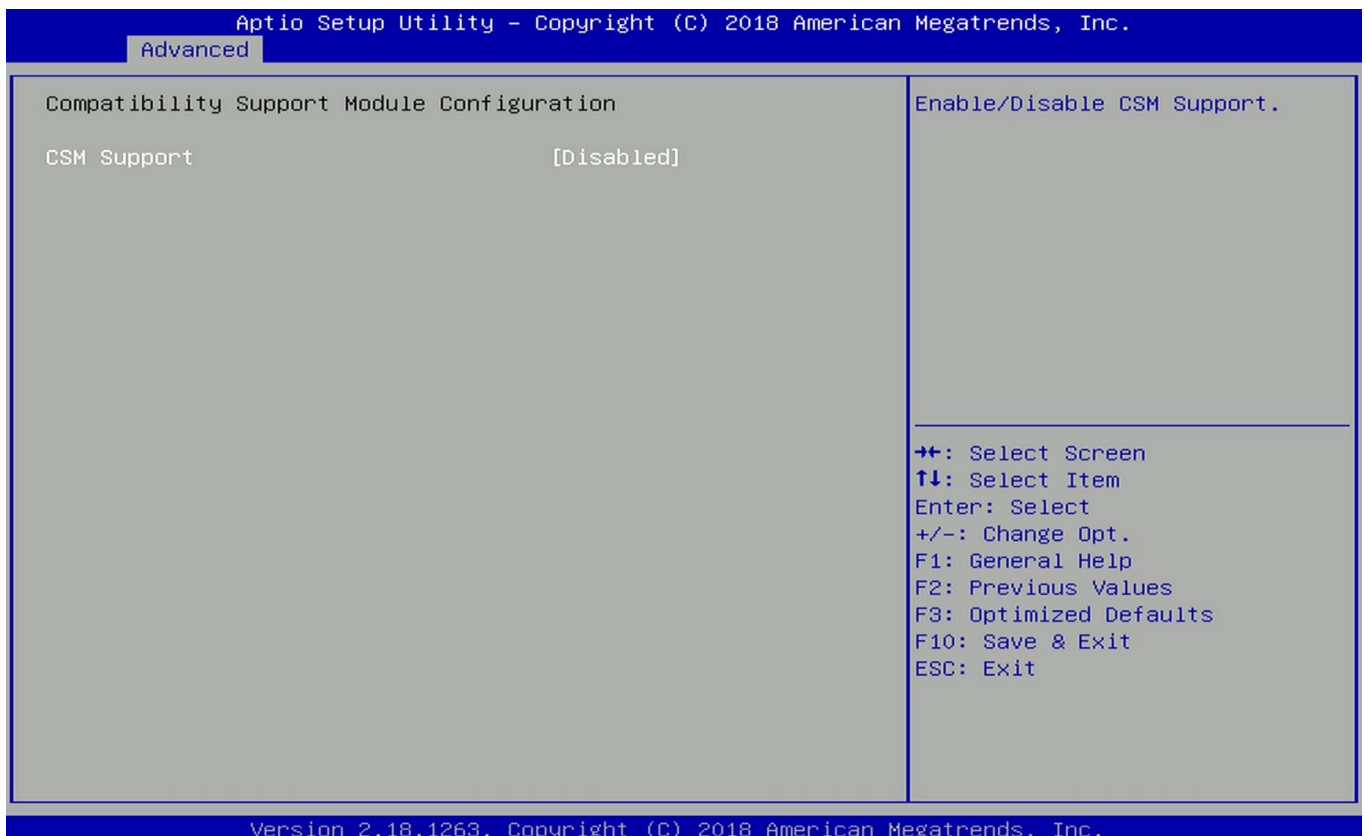 Aptio Setup Utility – Copyright (C) 2018 American Megatrends, Inc.
Advanced
Compatibility Support Module Configuration
CSM Support [Disabled]
Enable/Disable CSM Support.
→←: Select Screen
↑↓: Select Item
Enter: Select
+/-: Change Opt.
F1: General Help
F2: Previous Values
F3: Optimized Defaults
F10: Save & Exit
ESC: Exit
Version 2.18.1263. Copyright (C) 2018 American Megatrends, Inc.